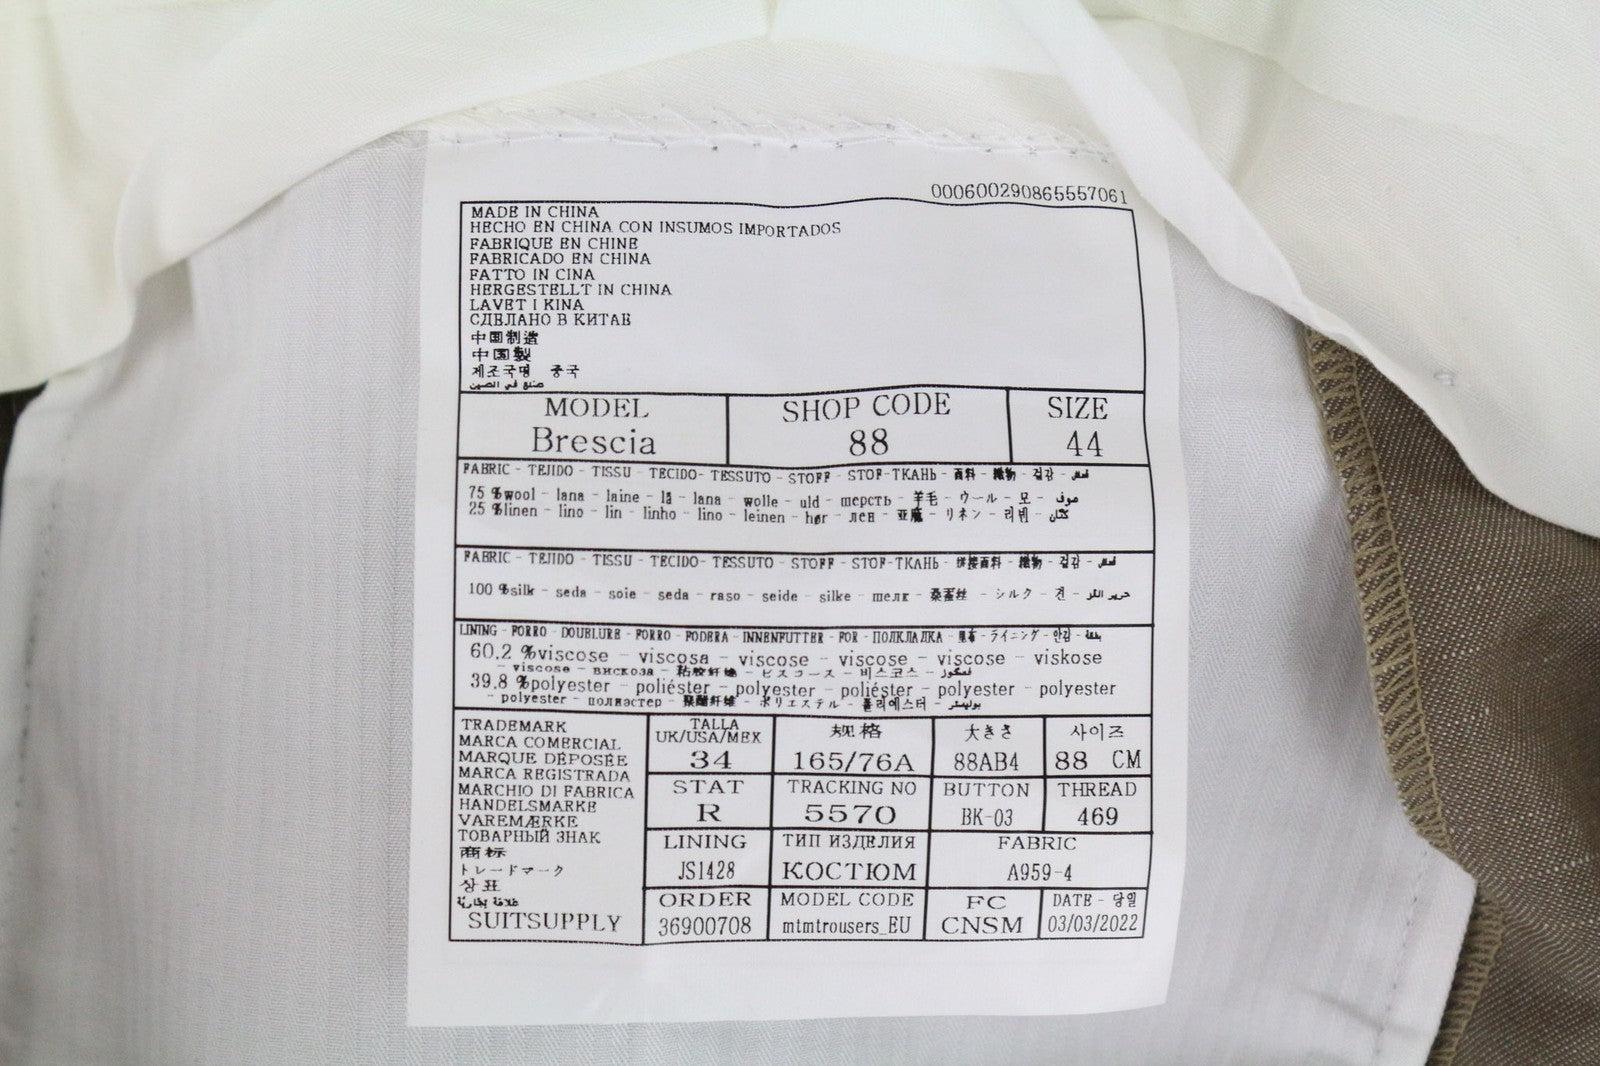 000600290865557061
MADE IN CHINA
HECHO EN CHINA CON INSUMOS IMPORTADOS
FABRIQUE EN CHINE
FABRICADO EN CHINA
FATTO IN CINA
HERGESTELLT IN CHINA
LAVET I KINA
СДЕЛАНО В КИТАЕ
中国制造
中国製
제조국명 중국
صنع في الصين
MODEL SHOP CODE SIZE
Brescia 88 44
FABRIC - TEJIDO - TISSU - TECIDO- TESSUTO - STOFF - STOF-ТКАНЬ - 面料 - 織物 - 겉감 - قماش
75 %wool - lana - laine - lã - lana - wolle - uld - шерсть - 羊毛 - ウール - 모 - صوف
25 %linen - lino - lin - linho - lino - leinen - hør - лен - 亚麻 - リネン - 리넨 - كتان
FABRIC - TEJIDO - TISSU - TECIDO- TESSUTO - STOFF - STOF-ТКАНЬ - 拼接面料 - 織物 - 겉감 - قماش
100 %silk - seda - soie - seda - raso - seide - silke - шелк - 桑蚕丝 - シルク - 견 - حرير اللز
LINING - FORRO - DOUBLURE - FORRO - FODERA - INNENFUTTER - FOR - ПОДКЛАДКА - 里布 - ライニング - 안감 - بطانة
60.2 %viscose - viscosa - viscose - viscose - viscose - viskose
- viscose - вискоза - 粘胶纤维 - ビスコース - 비스코스 - فسكوز
39.8 %polyester - poliéster - polyester - poliéster - polyester - polyester
- polyester - полиэстер - 聚酯纤维 - ポリエステル - 폴리에스터 - بوليستر
TRADEMARK
MARCA COMERCIAL
MARQUE DÉPOSÉE
MARCA REGISTRADA
MARCHIO DI FABRICA
HANDELSMARKE
VAREMÆRKE
ТОВАРНЫЙ ЗНАК
商标
トレードマーク
상표
علامة تجارية
SUITSUPPLY
TALLA
UK/USA/MEX 规格 大きさ 사이즈
34 165/76A 88AB4 88 CM
STAT TRACKING NO BUTTON THREAD
R 5570 BK-03 469
LINING ТИП ИЗДЕЛИЯ FABRIC
JS1428 КОСТЮМ A959-4
ORDER MODEL CODE FC DATE - 당일
36900708 mtmtrousers_EU CNSM 03/03/2022